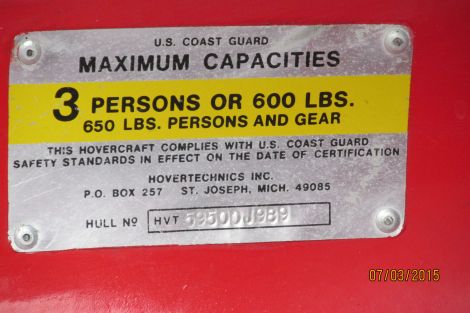 U.S. COAST GUARD
MAXIMUM CAPACITIES
3 PERSONS OR 600 LBS.
650 LBS. PERSONS AND GEAR
THIS HOVERCRAFT COMPLIES WITH U.S. COAST GUARD
SAFETY STANDARDS IN EFFECT ON THE DATE OF CERTIFICATION
HOVERTECHNICS INC.
P.O. BOX 257 ST. JOSEPH, MICH. 49085
HULL Nº HVT 59500J989
07/03/2015